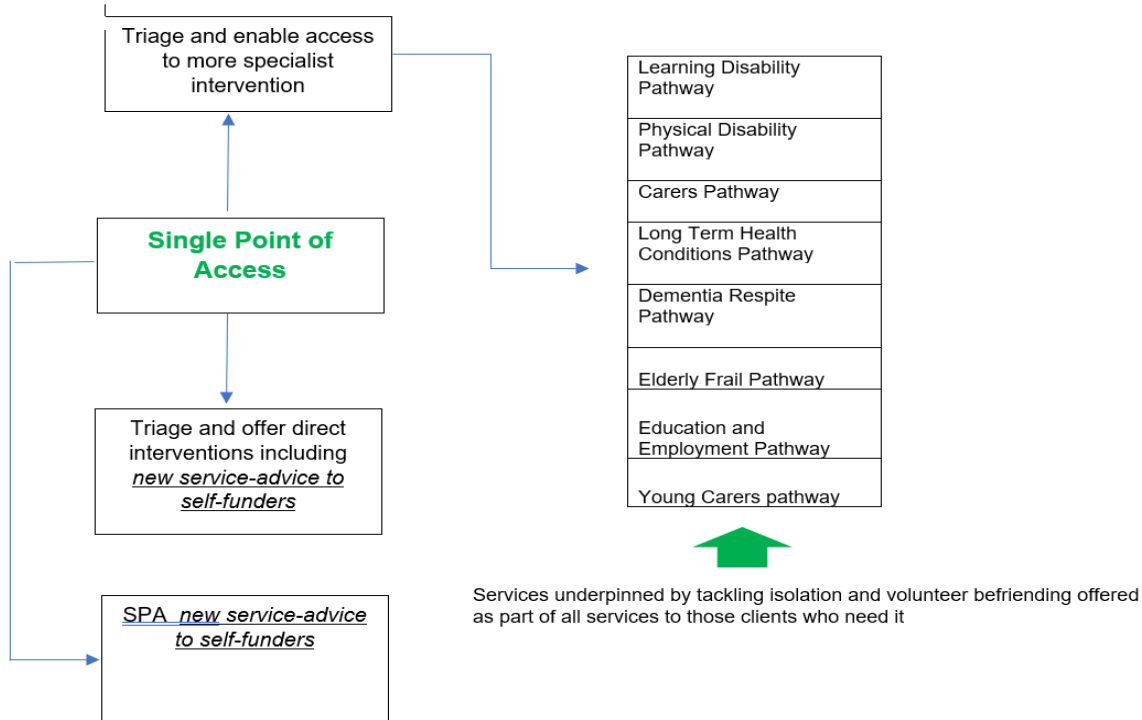 Triage and enable access
to more specialist
intervention
Single Point of
Access
Triage and offer direct
interventions including
new service-advice to
self-funders
SPA new service-advice
to self-funders
Learning Disability
Pathway
Physical Disability
Pathway
Carers Pathway
Long Term Health
Conditions Pathway
Dementia Respite
Pathway
Elderly Frail Pathway
Education and
Employment Pathway
Young Carers pathway
Services underpinned by tackling isolation and volunteer befriending offered
as part of all services to those clients who need it